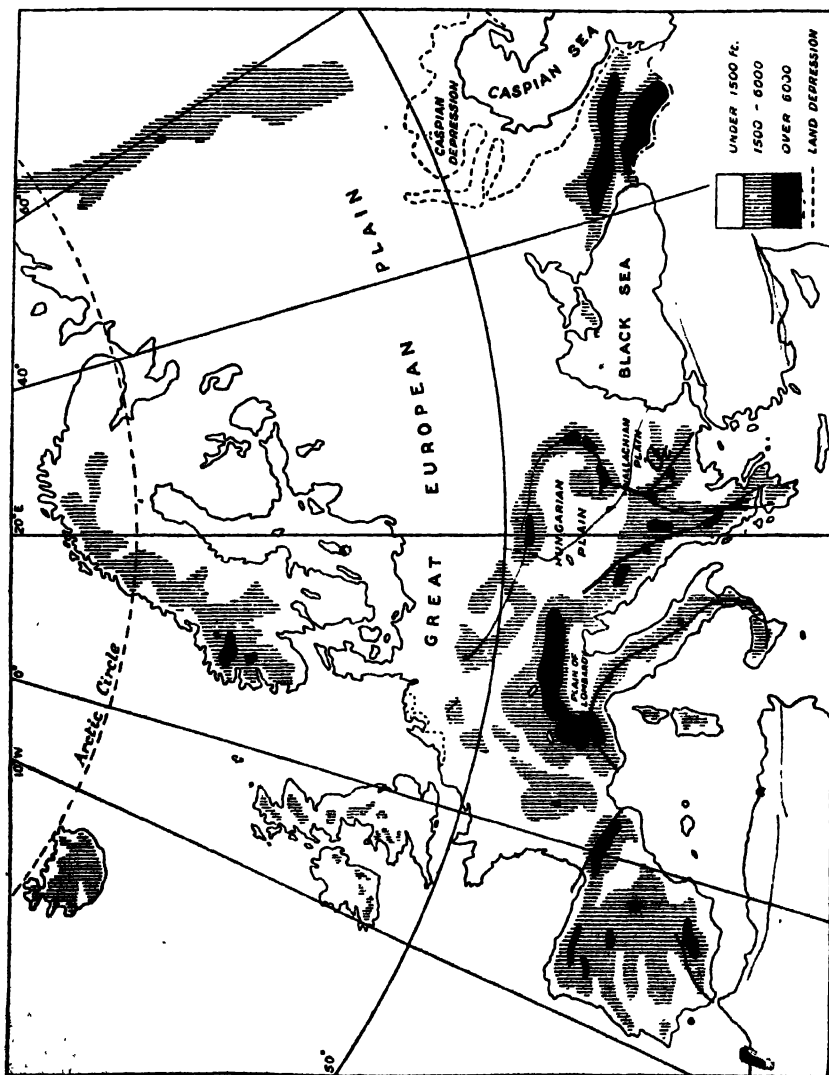 Arctic Circle
10°W
0°
20°E
40°
60°
50°
GREAT EUROPEAN PLAIN
CASPIAN DEPRESSION
CASPIAN SEA
BLACK SEA
HUNGARIAN PLAIN
WALLACHIAN PLAIN
PLAIN OF LOMBARDY
UNDER 1500 Ft.
1500 - 6000
OVER 6000
LAND DEPRESSION